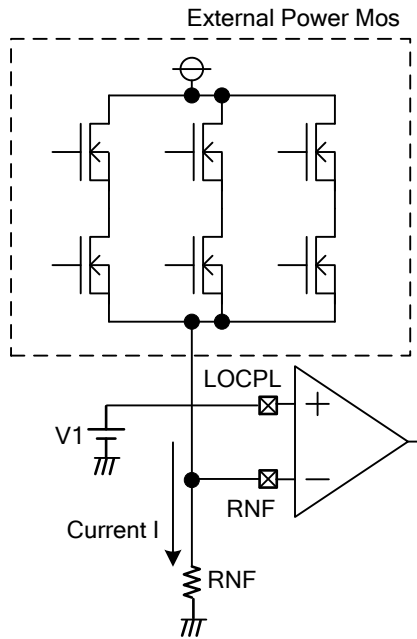 External Power Mos
LOCPL
+
V1
−
RNF
Current I
RNF